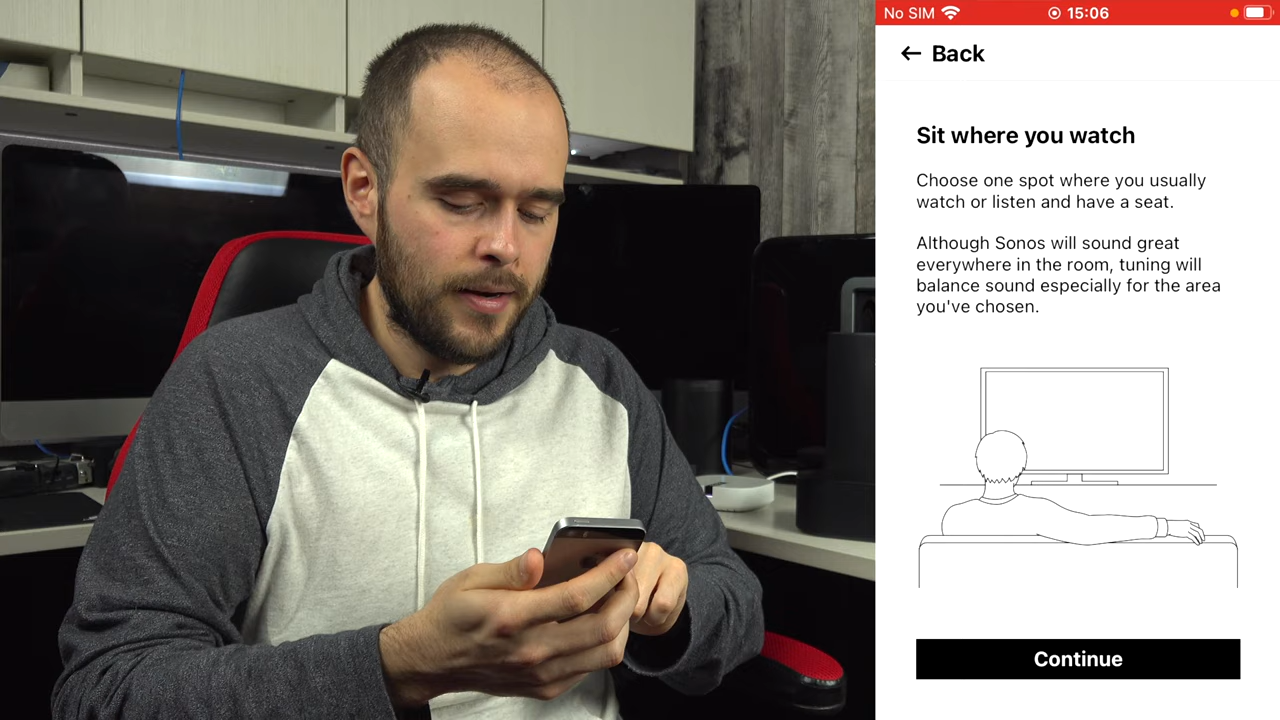 No SIM 15:06
← Back
Sit where you watch
Choose one spot where you usually
watch or listen and have a seat.
Although Sonos will sound great
everywhere in the room, tuning will
balance sound especially for the area
you've chosen.
Continue